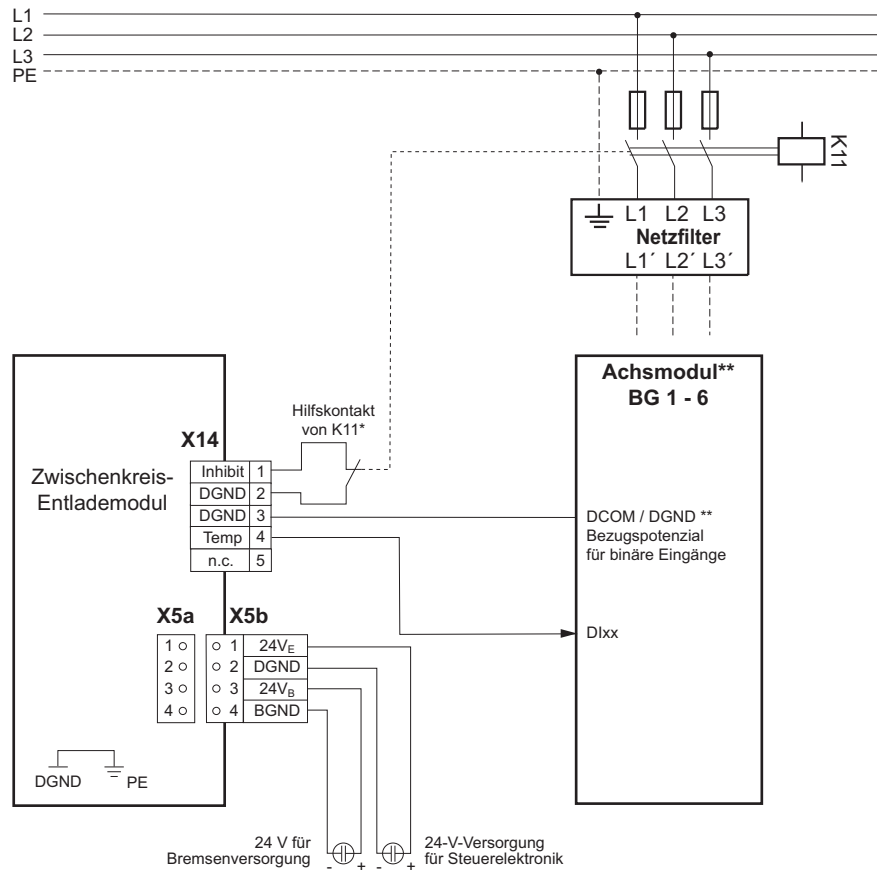 L1
L2
L3
PE
K11
L1 L2 L3
Netzfilter
L1´ L2´ L3´
Achsmodul**
BG 1 - 6
Hilfskontakt
von K11*
X14
Zwischenkreis-
Entlademodul
Inhibit 1
DGND 2
DGND 3
Temp 4
n.c. 5
DCOM / DGND **
Bezugspotenzial
für binäre Eingänge
DIxx
X5a X5b
1 1 24VE
2 2 DGND
3 3 24VB
4 4 BGND
DGND PE
24 V für
Bremsenversorgung
- + - +
24-V-Versorgung
für Steuerelektronik